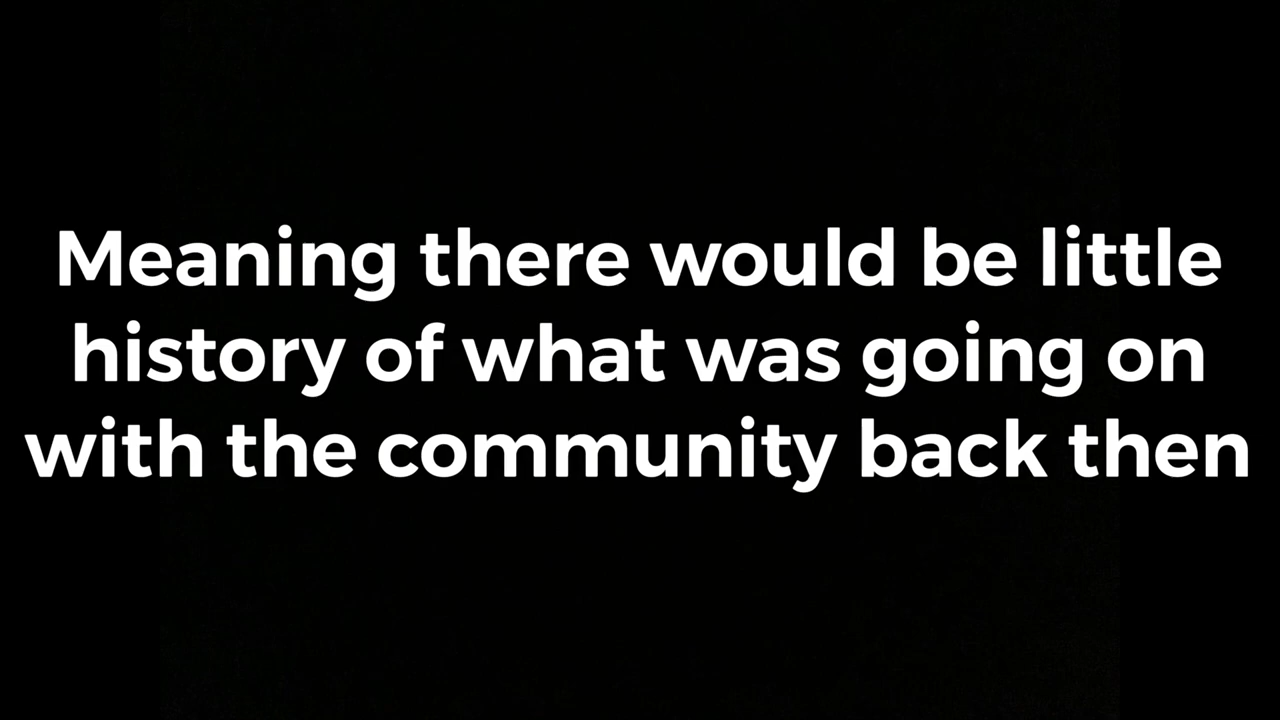 Meaning there would be little
history of what was going on
with the community back then